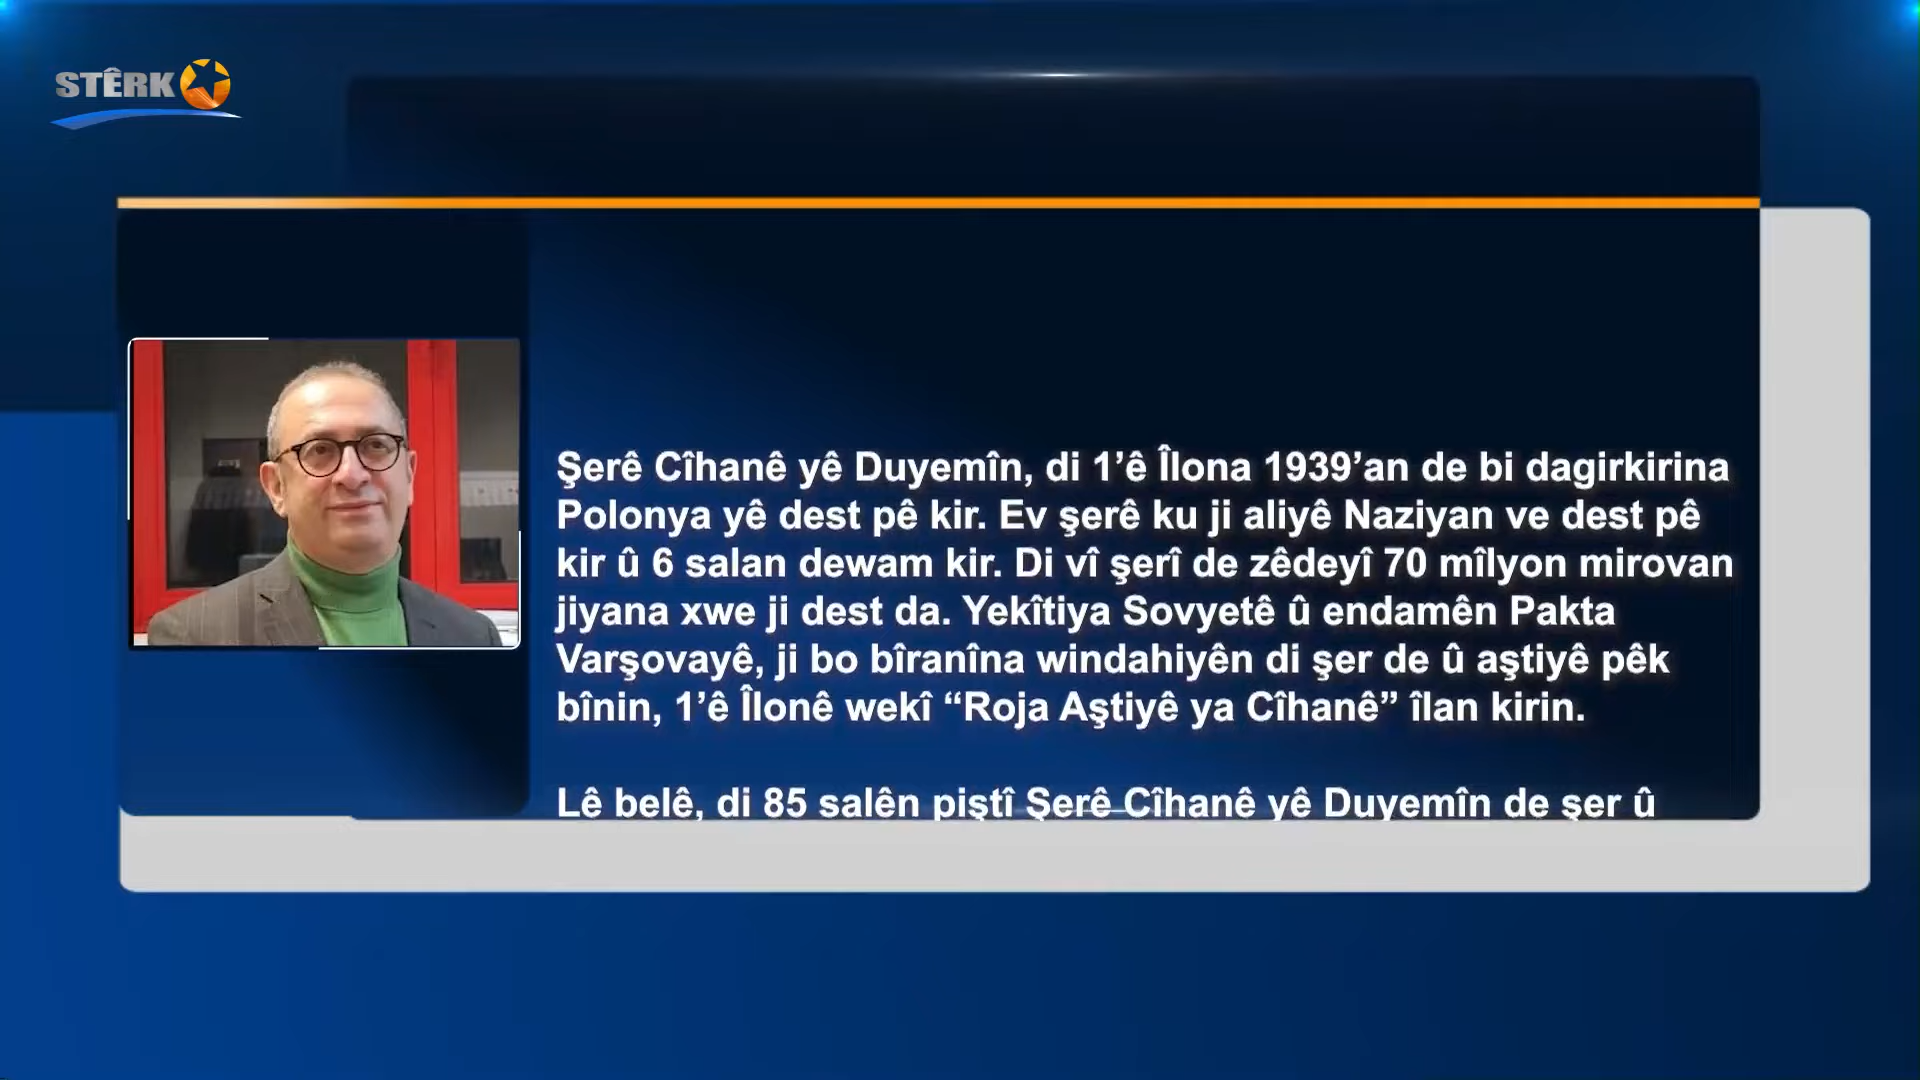 STÊRK
Şerê Cîhanê yê Duyemîn, di 1’ê Îlona 1939’an de bi dagirkirina
Polonya yê dest pê kir. Ev şerê ku ji aliyê Naziyan ve dest pê
kir û 6 salan dewam kir. Di vî şerî de zêdeyî 70 mîlyon mirovan
jiyana xwe ji dest da. Yekîtiya Sovyetê û endamên Pakta
Varşovayê, ji bo bîranîna windahiyên di şer de û aştiyê pêk
bînin, 1’ê Îlonê wekî “Roja Aştiyê ya Cîhanê” îlan kirin.
Lê belê, di 85 salên piştî Şerê Cîhanê yê Duyemîn de şer û